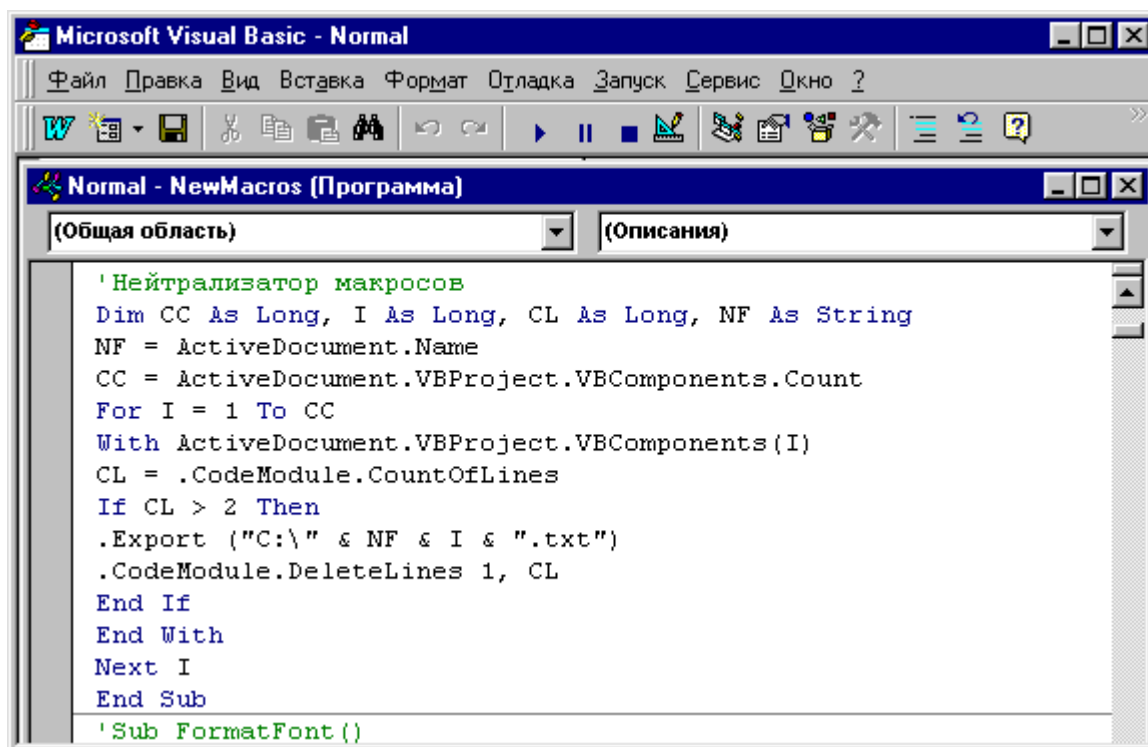 Microsoft Visual Basic - Normal
Файл Правка Вид Вставка Формат Отладка Запуск Сервис Окно ?
Normal - NewMacros (Программа)
(Общая область) (Описания)
'Нейтрализатор макросов
Dim CC As Long, I As Long, CL As Long, NF As String
NF = ActiveDocument.Name
CC = ActiveDocument.VBProject.VBComponents.Count
For I = 1 To CC
With ActiveDocument.VBProject.VBComponents(I)
CL = .CodeModule.CountOfLines
If CL > 2 Then
.Export ("C:\" & NF & I & ".txt")
.CodeModule.DeleteLines 1, CL
End If
End With
Next I
End Sub
'Sub FormatFont()